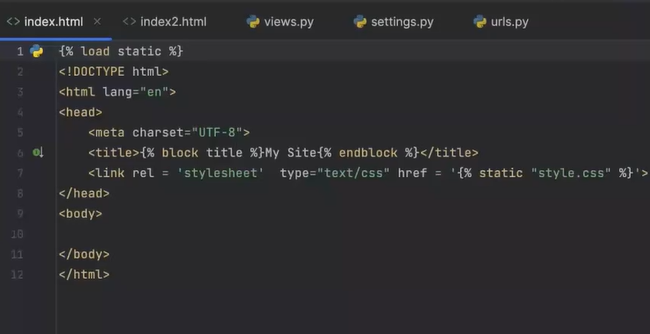 index.html index2.html views.py settings.py urls.py
1 {% load static %}
2 <!DOCTYPE html>
3 <html lang="en">
4 <head>
5     <meta charset="UTF-8">
6     <title>{% block title %}My Site{% endblock %}</title>
7     <link rel = 'stylesheet'  type="text/css" href = '{% static "style.css" %}'>
8 </head>
9 <body>
10
11 </body>
12 </html>